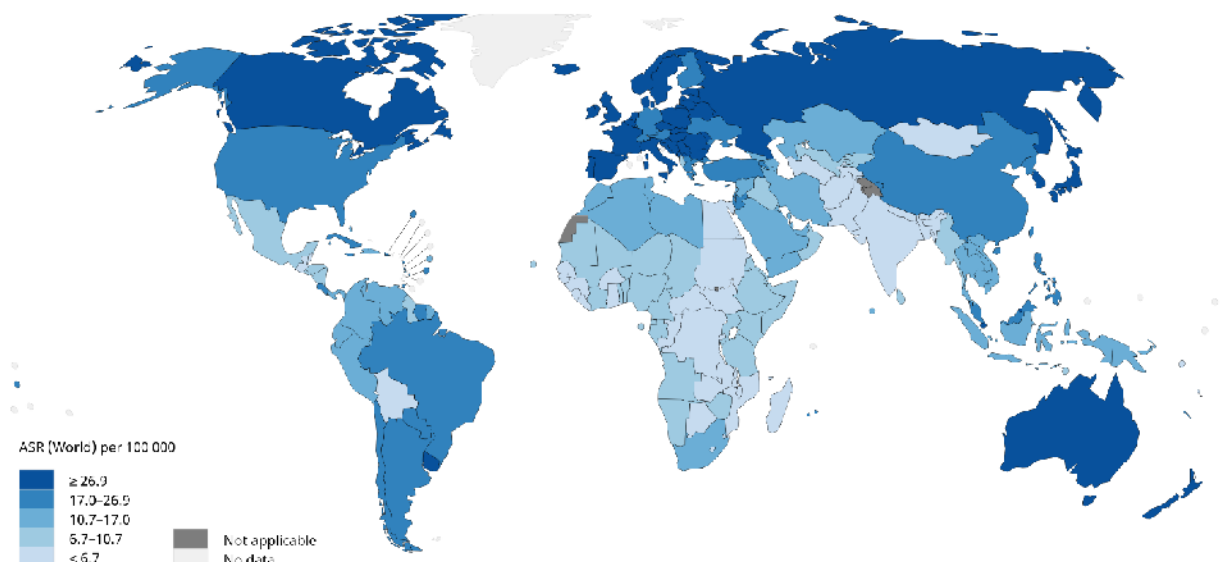 ASR (World) per 100 000
≥ 26.9
17.0–26.9
10.7–17.0
6.7–10.7
< 6.7
Not applicable
No data